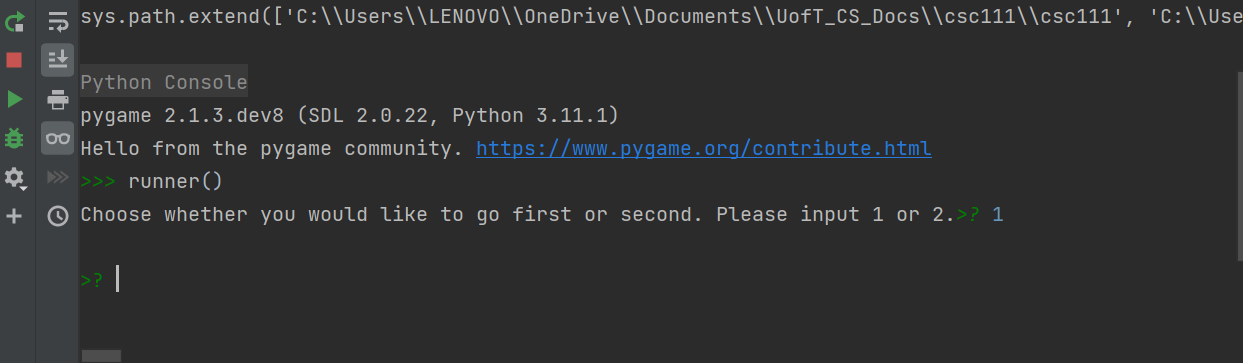 sys.path.extend(['C:\\Users\\LENOVO\\OneDrive\\Documents\\UofT_CS_Docs\\csc111\\csc111', 'C:\\Use
Python Console
pygame 2.1.3.dev8 (SDL 2.0.22, Python 3.11.1)
Hello from the pygame community. https://www.pygame.org/contribute.html
>>> runner()
Choose whether you would like to go first or second. Please input 1 or 2.>? 1
>?